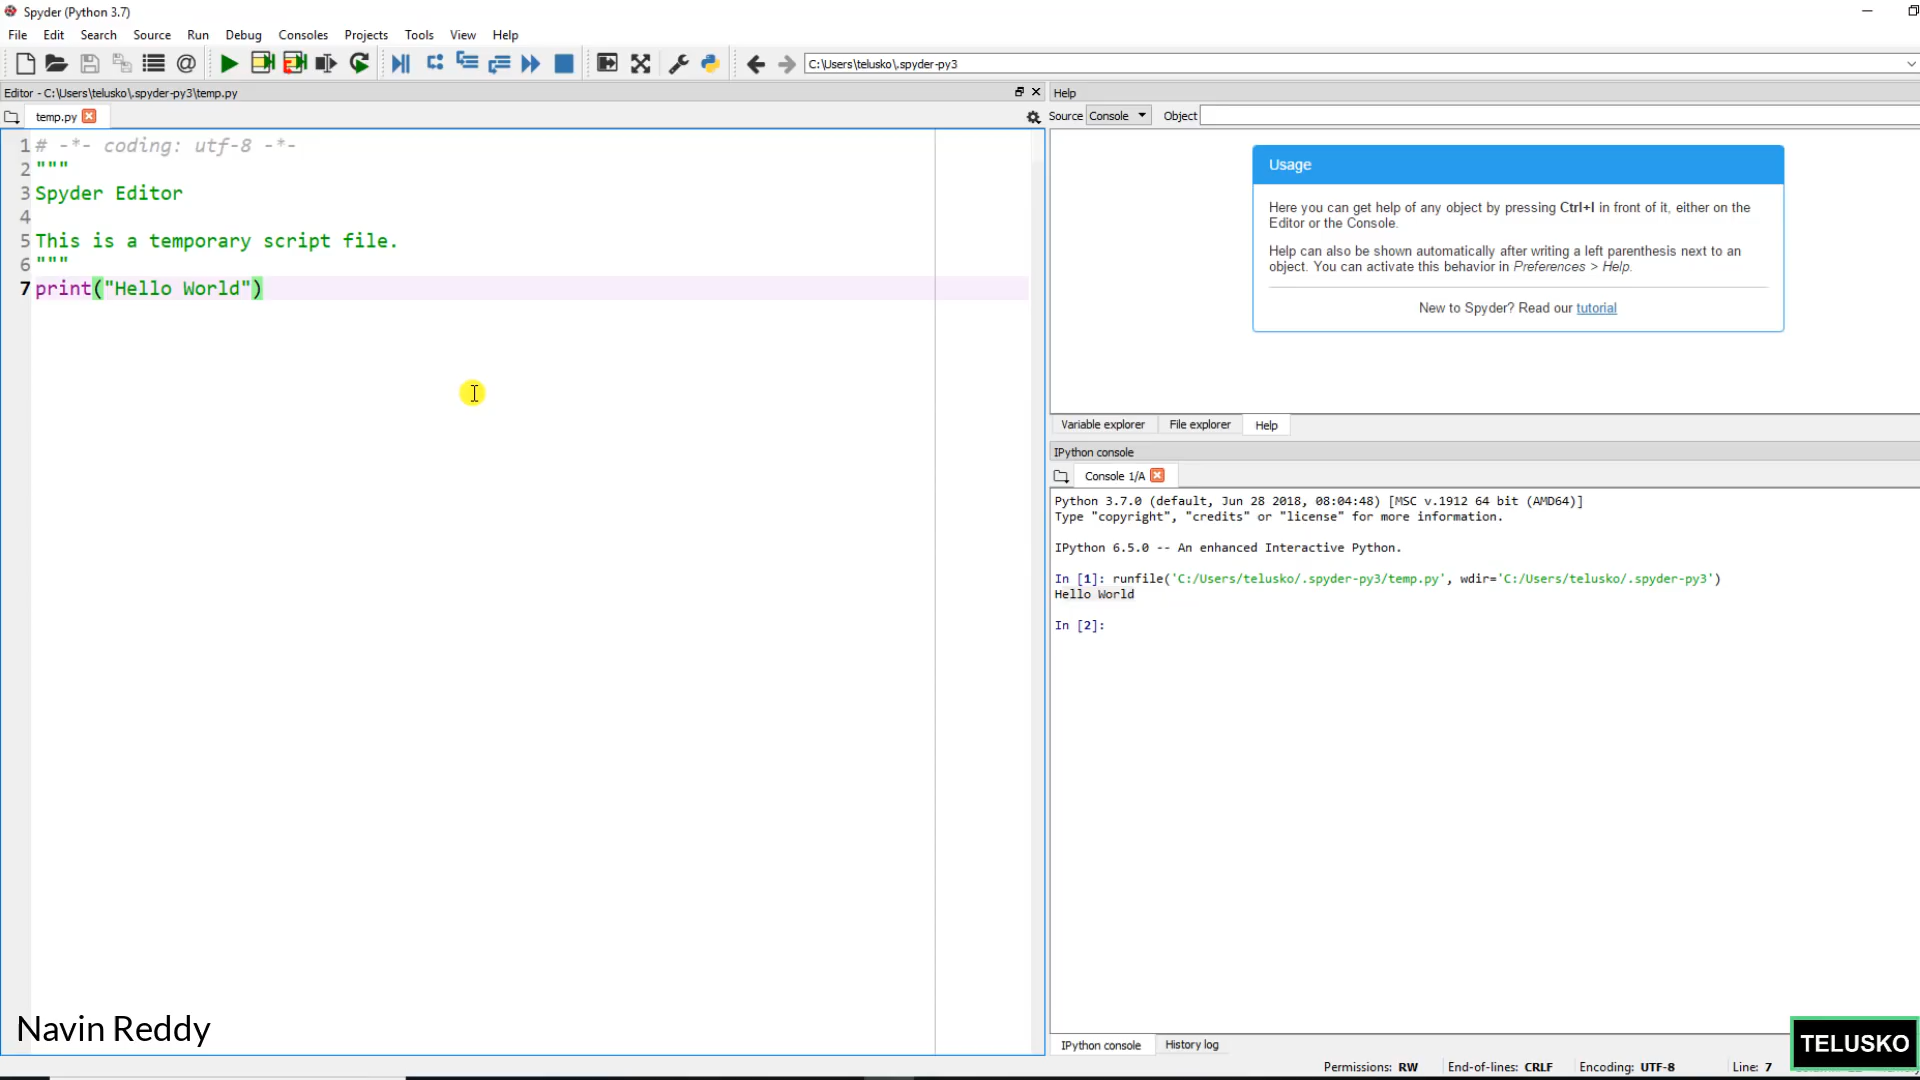 Spyder (Python 3.7)
File Edit Search Source Run Debug Consoles Projects Tools View Help
C:\Users\telusko\.spyder-py3
Editor - C:\Users\telusko\.spyder-py3\temp.py
temp.py
1 # -*- coding: utf-8 -*-
2 """
3 Spyder Editor
4
5 This is a temporary script file.
6 """
7 print("Hello World")
Help
Source Console Object
Usage
Here you can get help of any object by pressing Ctrl+I in front of it, either on the
Editor or the Console.
Help can also be shown automatically after writing a left parenthesis next to an
object. You can activate this behavior in Preferences > Help.
New to Spyder? Read our tutorial
Variable explorer File explorer Help
IPython console
Console 1/A
Python 3.7.0 (default, Jun 28 2018, 08:04:48) [MSC v.1912 64 bit (AMD64)]
Type "copyright", "credits" or "license" for more information.
IPython 6.5.0 -- An enhanced Interactive Python.
In [1]: runfile('C:/Users/telusko/.spyder-py3/temp.py', wdir='C:/Users/telusko/.spyder-py3')
Hello World
In [2]:
Navin Reddy
TELUSKO
IPython console History log
Permissions: RW End-of-lines: CRLF Encoding: UTF-8 Line: 7